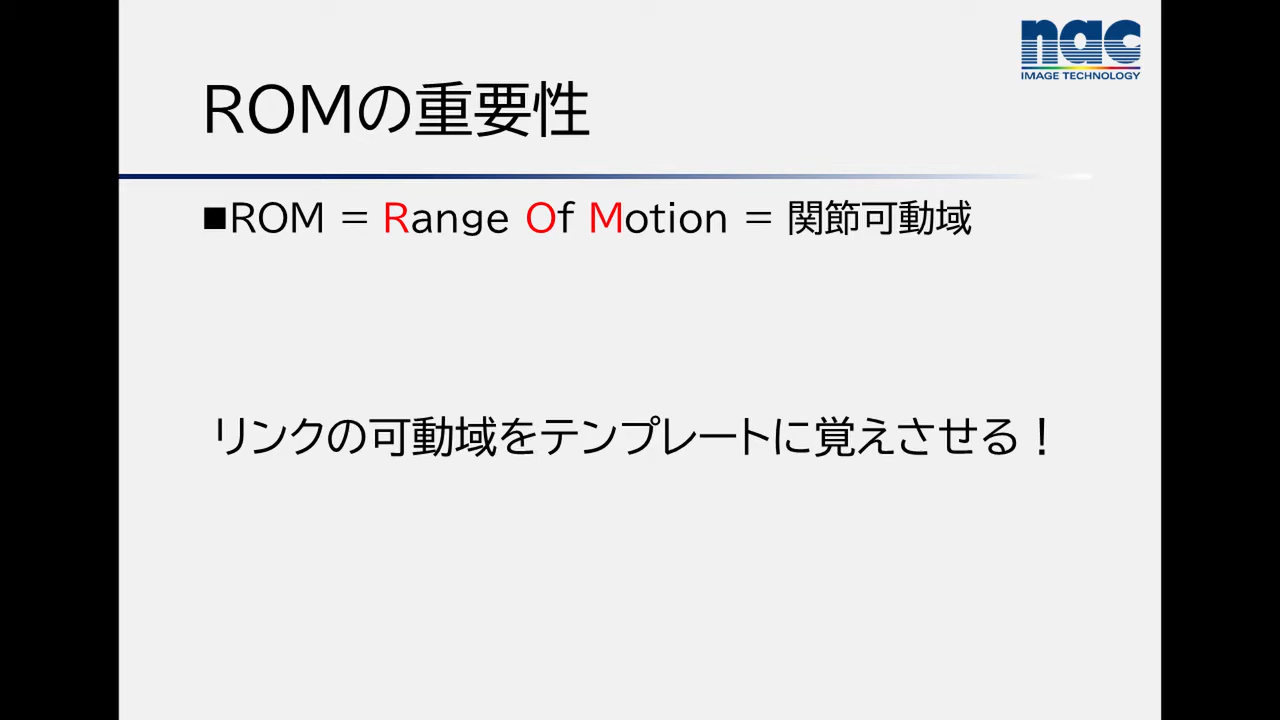 nac
IMAGE TECHNOLOGY
ROMの重要性
■ROM = Range Of Motion = 関節可動域
リンクの可動域をテンプレートに覚えさせる！